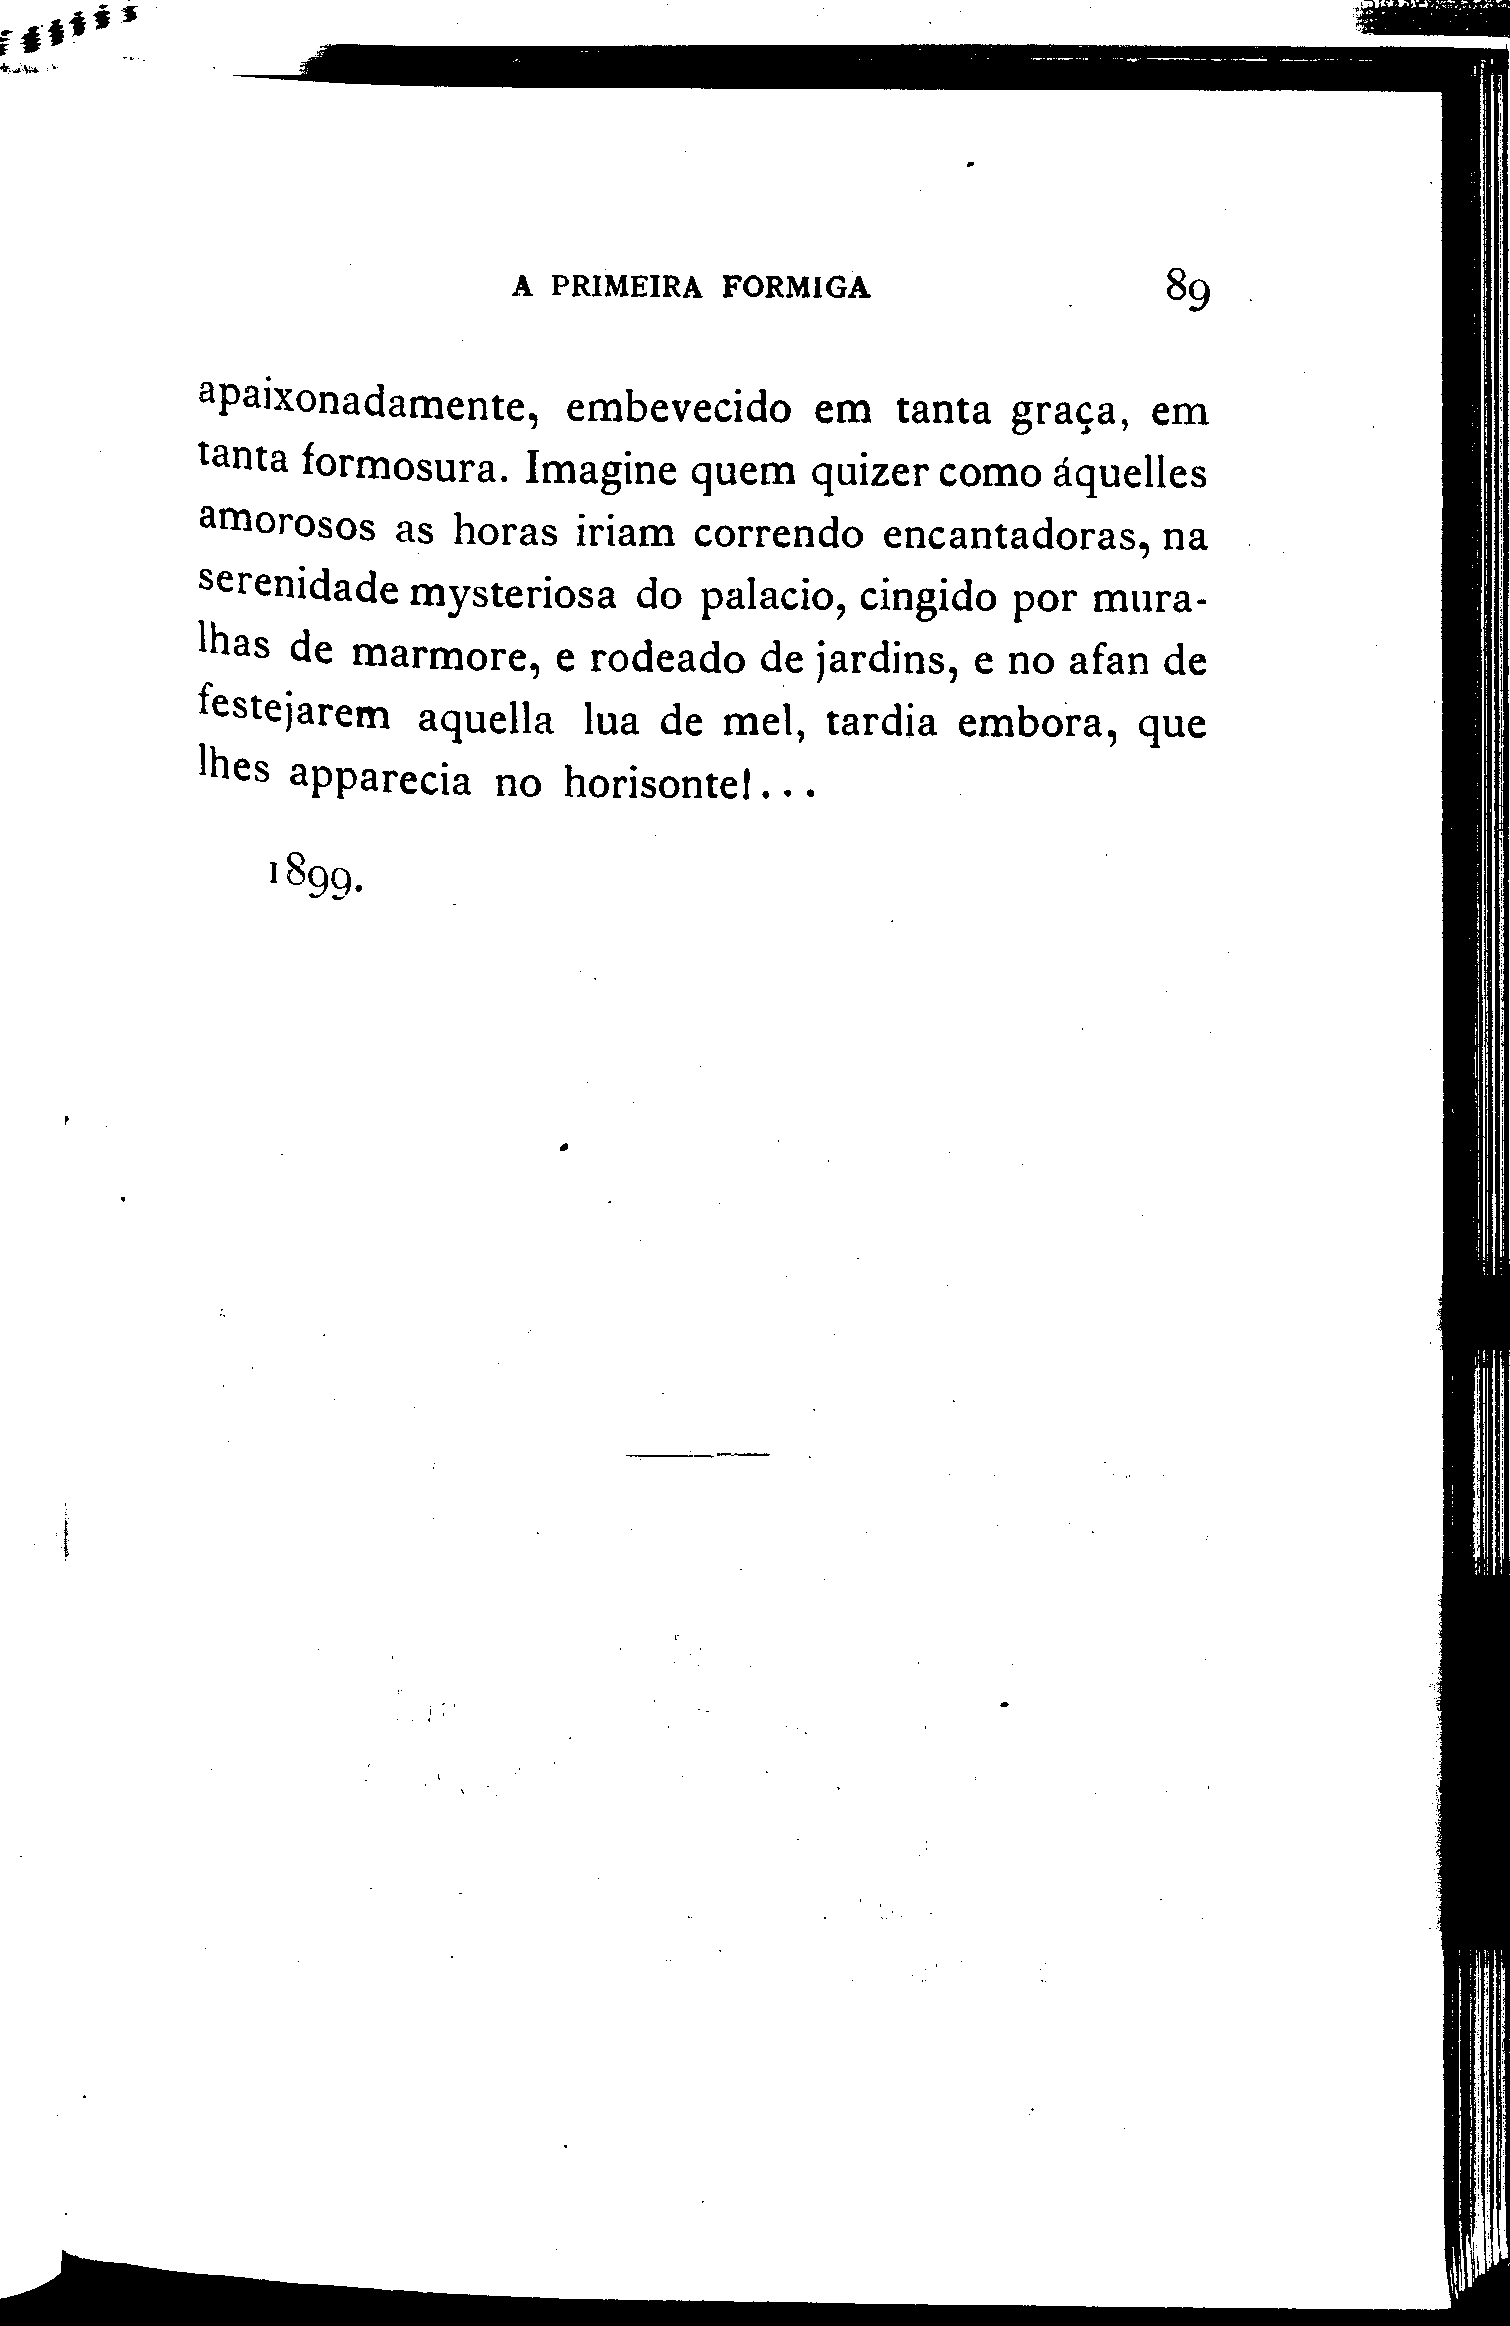 A PRIMEIRA FORMIGA 89
apaixonadamente, embevecido em tanta graça, em
tanta formosura. Imagine quem quizer como áquelles
amorosos as horas iriam correndo encantadoras, na
serenidade mysteriosa do palacio, cingido por mura-
lhas de marmore, e rodeado de jardins, e no afan de
festejarem aquella lua de mel, tardia embora, que
lhes apparecia no horisonte!...
1899.